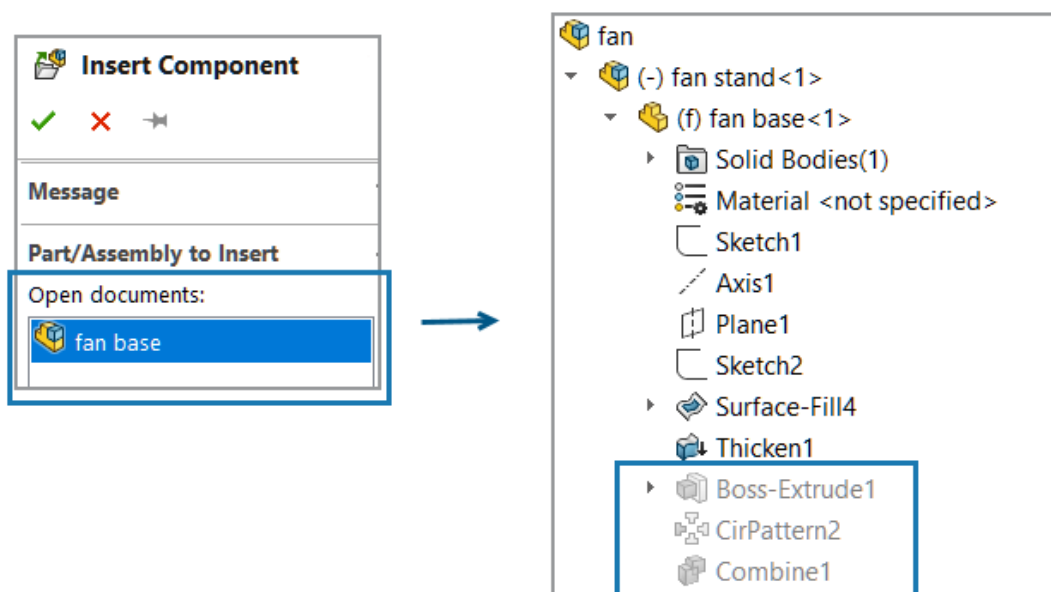 Insert Component
Message
Part/Assembly to Insert
Open documents:
fan base
fan
(-) fan stand<1>
(f) fan base<1>
Solid Bodies(1)
Material <not specified>
Sketch1
Axis1
Plane1
Sketch2
Surface-Fill4
Thicken1
Boss-Extrude1
CirPattern2
Combine1